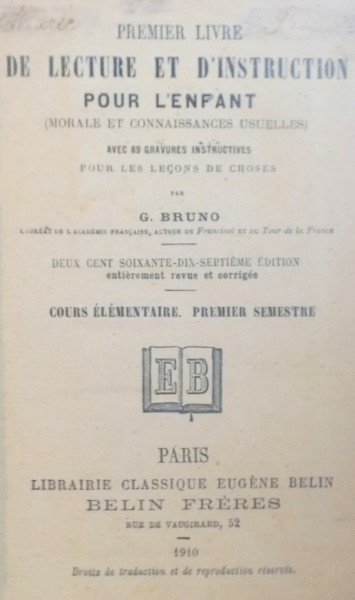 PREMIER LIVRE
DE LECTURE ET D'INSTRUCTION
POUR L'ENFANT
(MORALE ET CONNAISSANCES USUELLES)
AVEC 89 GRAVURES INSTRUCTIVES
POUR LES LEÇONS DE CHOSES
PAR
G. BRUNO
LAURÉAT DE L'ACADÉMIE FRANÇAISE, AUTEUR DE Francinet ET DU Tour de la France
DEUX CENT SOIXANTE-DIX-SEPTIÈME ÉDITION
entièrement revue et corrigée
COURS ÉLÉMENTAIRE. PREMIER SEMESTRE
EB
PARIS
LIBRAIRIE CLASSIQUE EUGÈNE BELIN
BELIN FRÈRES
RUE DE VAUGIRARD, 52
1910
Droits de traduction et de reproduction réservés.